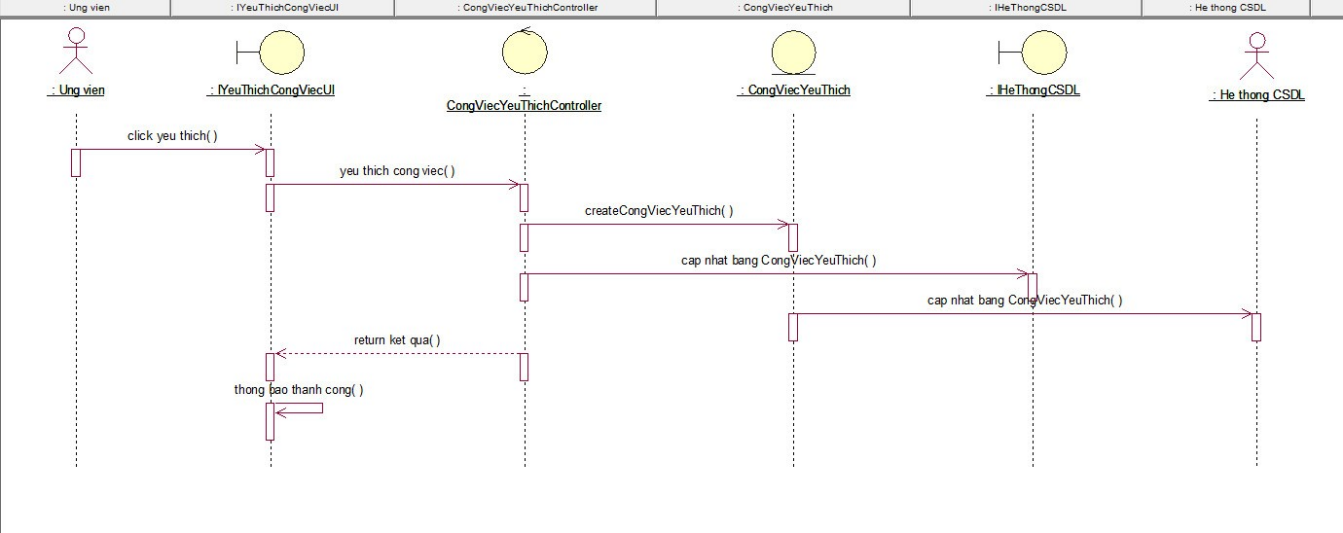 : Ung vien
: IYeuThichCongViecUI
: CongViecYeuThichController
: CongViecYeuThich
: IHeThongCSDL
: He thong CSDL
: Ung vien
: IYeuThichCongViecUI
:
CongViecYeuThichController
: CongViecYeuThich
: IHeThongCSDL
: He thong CSDL
click yeu thich( )
yeu thich cong viec( )
createCongViecYeuThich( )
cap nhat bang CongViecYeuThich( )
cap nhat bang CongViecYeuThich( )
return ket qua( )
thong bao thanh cong( )